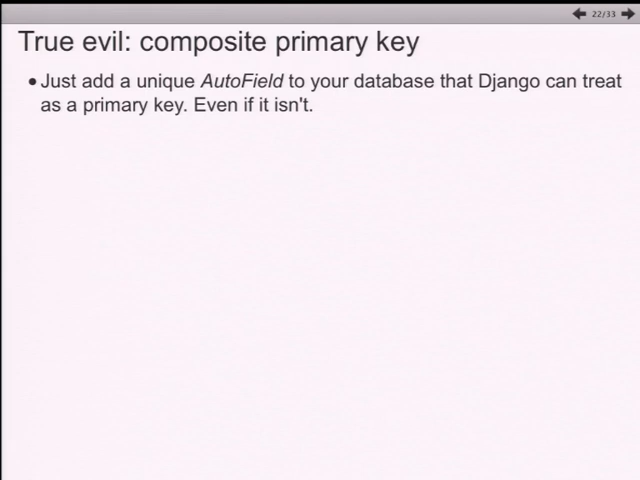 22/33
True evil: composite primary key
• Just add a unique AutoField to your database that Django can treat
as a primary key. Even if it isn't.